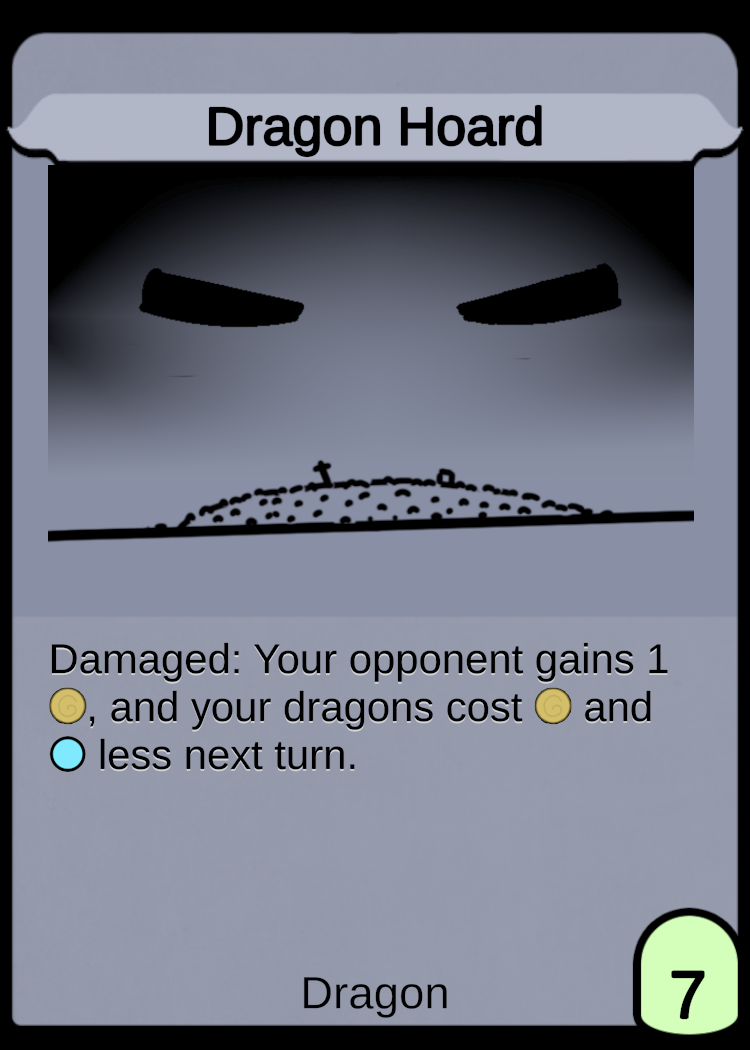 Dragon Hoard
Damaged: Your opponent gains 1
, and your dragons cost and
less next turn.
Dragon
7